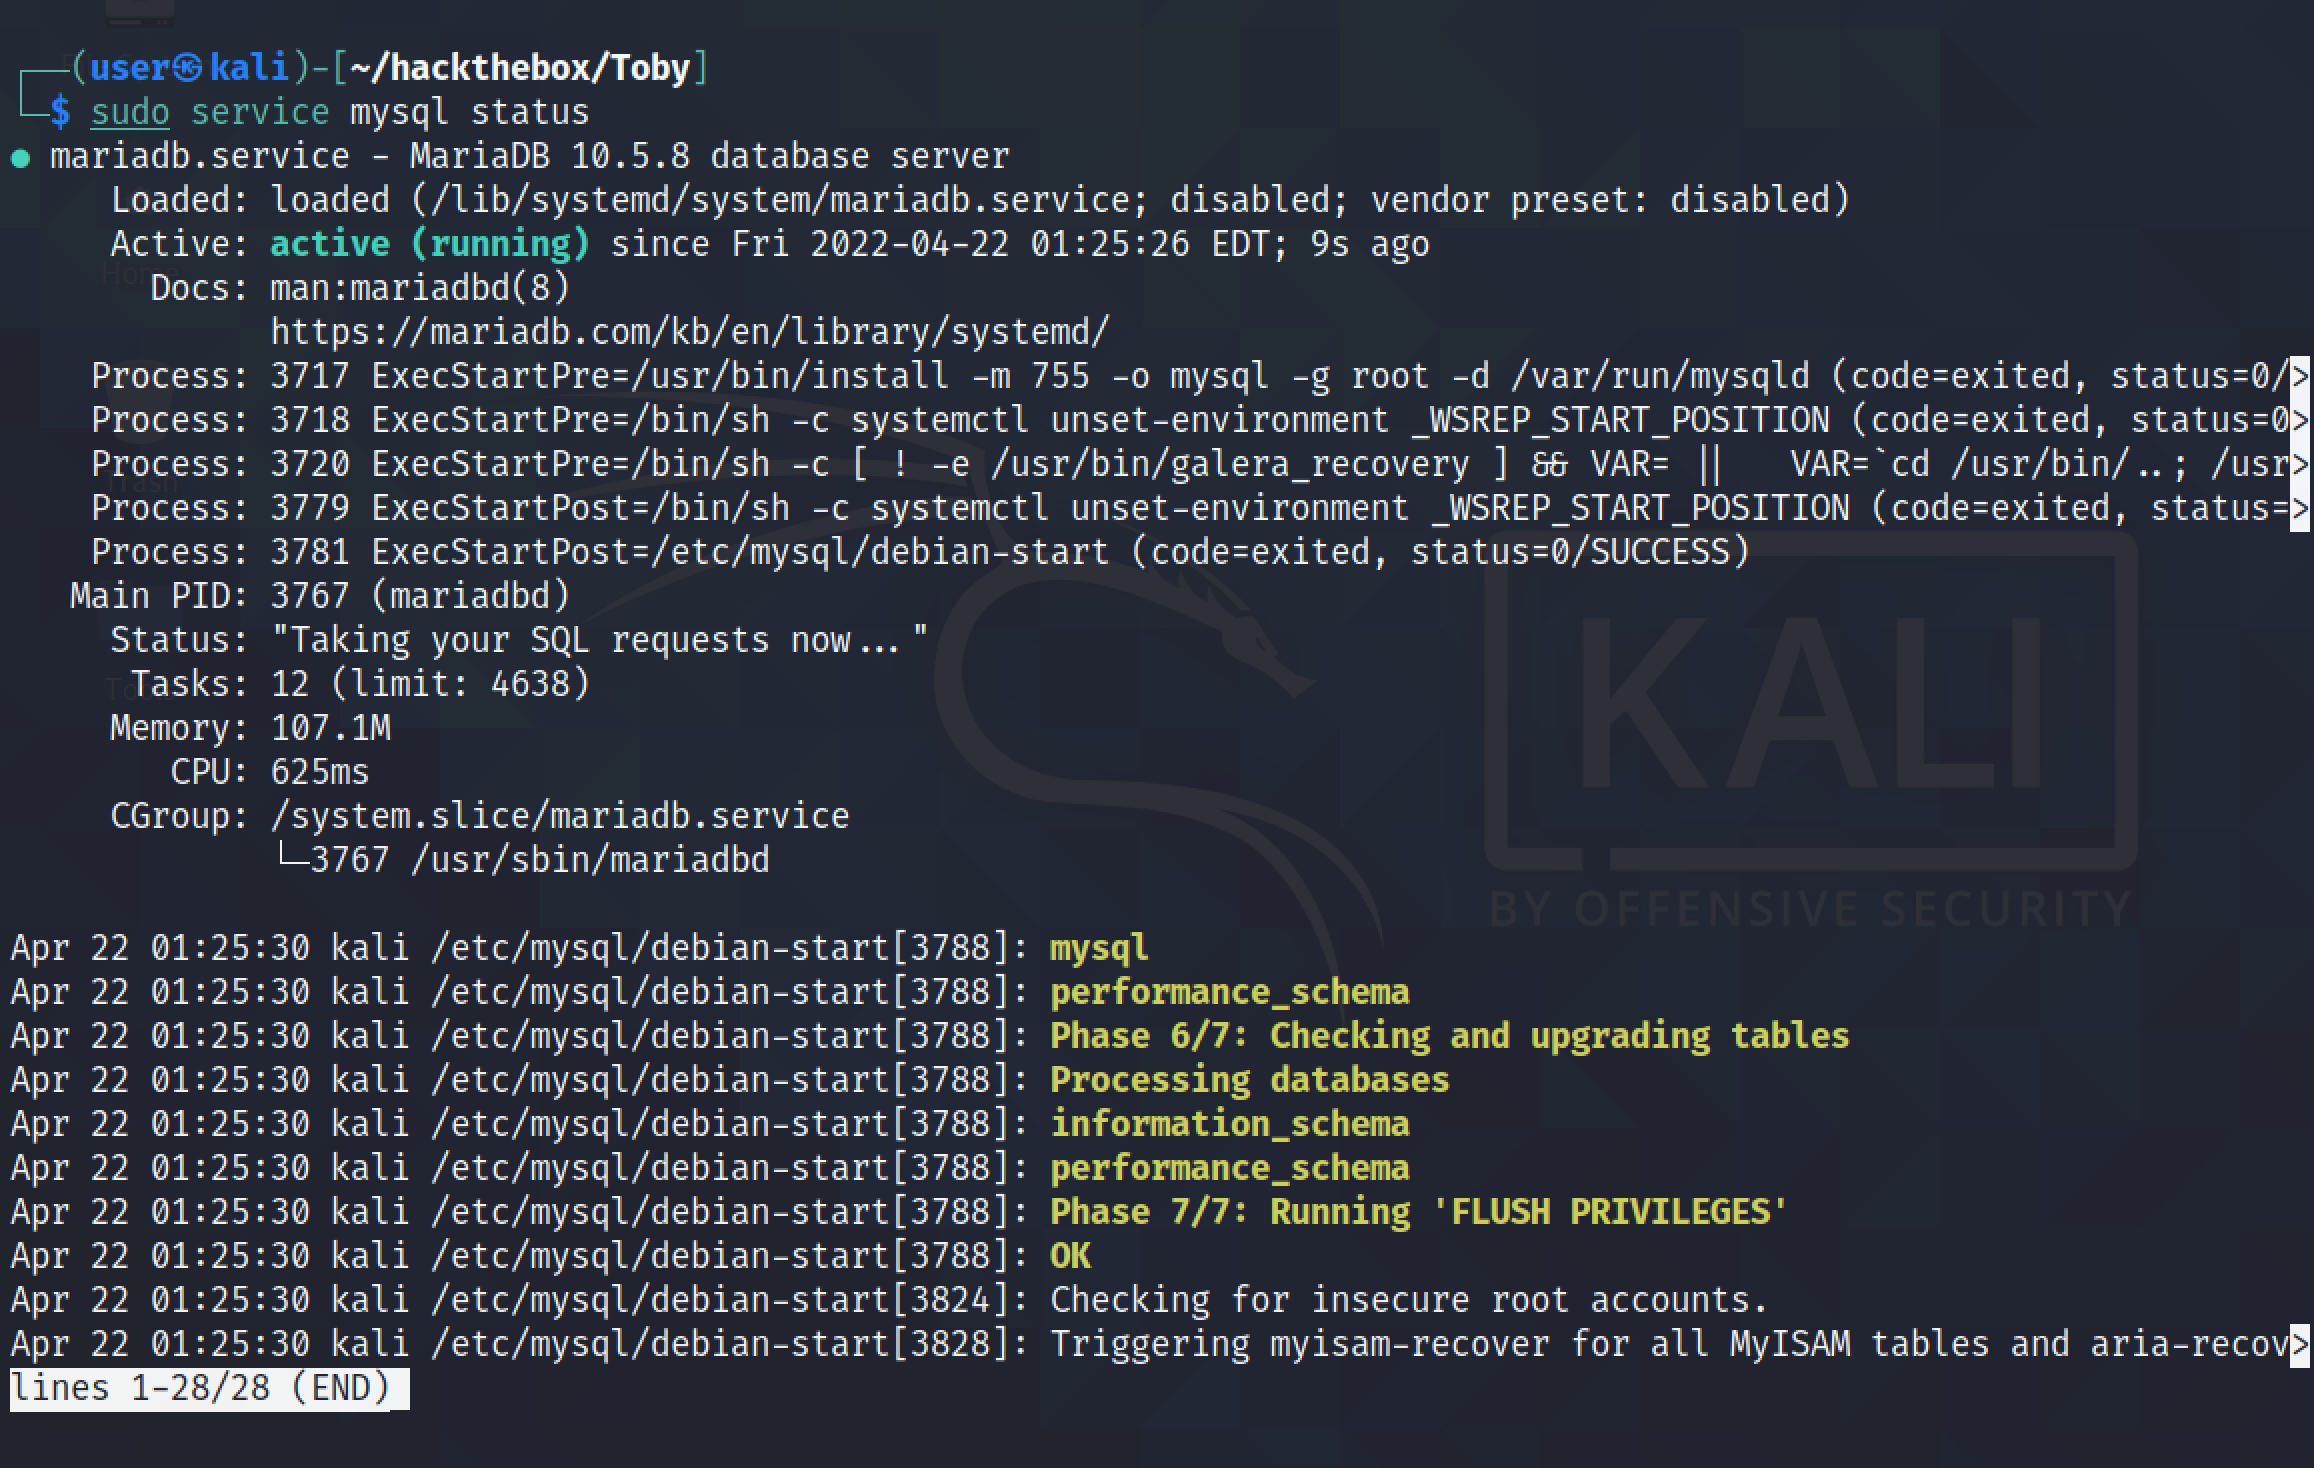 (user㉿kali)-[~/hackthebox/Toby]
$ sudo service mysql status
● mariadb.service - MariaDB 10.5.8 database server
Loaded: loaded (/lib/systemd/system/mariadb.service; disabled; vendor preset: disabled)
Active: active (running) since Fri 2022-04-22 01:25:26 EDT; 9s ago
Docs: man:mariadbd(8)
https://mariadb.com/kb/en/library/systemd/
Process: 3717 ExecStartPre=/usr/bin/install -m 755 -o mysql -g root -d /var/run/mysqld (code=exited, status=0/>
Process: 3718 ExecStartPre=/bin/sh -c systemctl unset-environment _WSREP_START_POSITION (code=exited, status=0>
Process: 3720 ExecStartPre=/bin/sh -c [ ! -e /usr/bin/galera_recovery ] && VAR= ||   VAR=`cd /usr/bin/..; /usr>
Process: 3779 ExecStartPost=/bin/sh -c systemctl unset-environment _WSREP_START_POSITION (code=exited, status=>
Process: 3781 ExecStartPost=/etc/mysql/debian-start (code=exited, status=0/SUCCESS)
Main PID: 3767 (mariadbd)
Status: "Taking your SQL requests now..."
Tasks: 12 (limit: 4638)
Memory: 107.1M
CPU: 625ms
CGroup: /system.slice/mariadb.service
└─3767 /usr/sbin/mariadbd
Apr 22 01:25:30 kali /etc/mysql/debian-start[3788]: mysql
Apr 22 01:25:30 kali /etc/mysql/debian-start[3788]: performance_schema
Apr 22 01:25:30 kali /etc/mysql/debian-start[3788]: Phase 6/7: Checking and upgrading tables
Apr 22 01:25:30 kali /etc/mysql/debian-start[3788]: Processing databases
Apr 22 01:25:30 kali /etc/mysql/debian-start[3788]: information_schema
Apr 22 01:25:30 kali /etc/mysql/debian-start[3788]: performance_schema
Apr 22 01:25:30 kali /etc/mysql/debian-start[3788]: Phase 7/7: Running 'FLUSH PRIVILEGES'
Apr 22 01:25:30 kali /etc/mysql/debian-start[3788]: OK
Apr 22 01:25:30 kali /etc/mysql/debian-start[3824]: Checking for insecure root accounts.
Apr 22 01:25:30 kali /etc/mysql/debian-start[3828]: Triggering myisam-recover for all MyISAM tables and aria-recov>
lines 1-28/28 (END)
Home
Trash
KALI
BY OFFENSIVE SECURITY